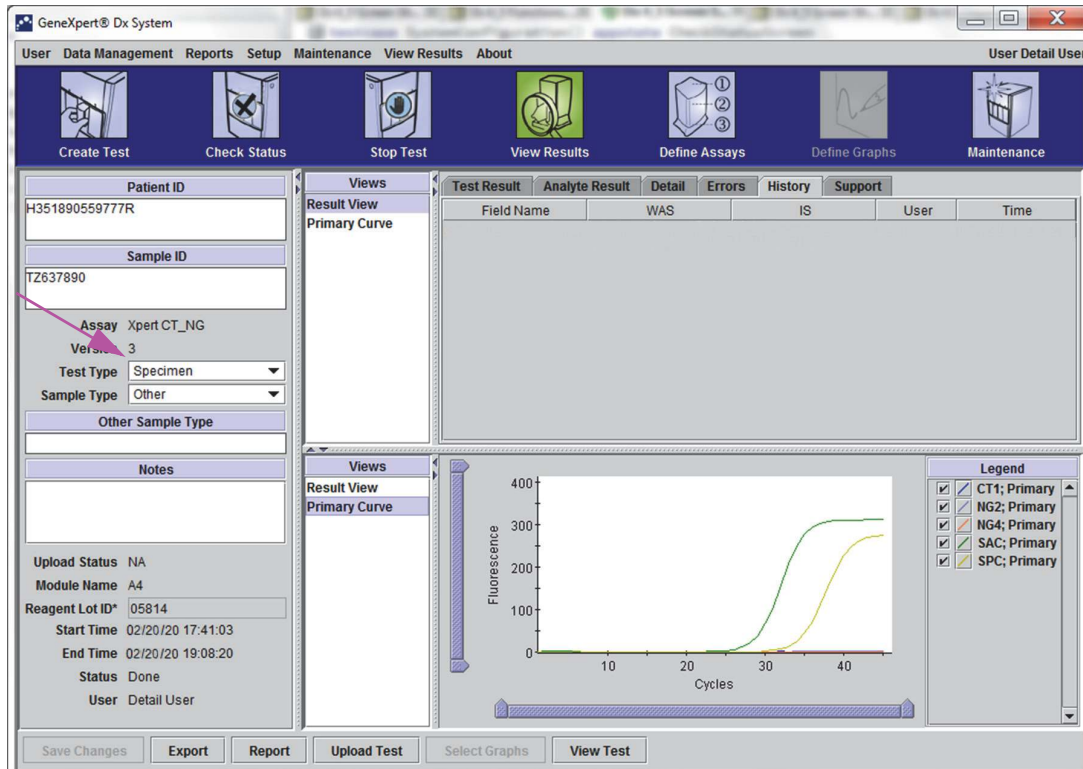 GeneXpert® Dx System
User Data Management Reports Setup Maintenance View Results About User Detail User
Create Test Check Status Stop Test View Results Define Assays Define Graphs Maintenance
①
②
③
Patient ID
H351890559777R
Sample ID
TZ637890
Assay Xpert CT_NG
Version 3
Test Type Specimen
Sample Type Other
Other Sample Type
Notes
Upload Status NA
Module Name A4
Reagent Lot ID* 05814
Start Time 02/20/20 17:41:03
End Time 02/20/20 19:08:20
Status Done
User Detail User
Views
Result View
Primary Curve
Test Result Analyte Result Detail Errors History Support
Field Name WAS IS User Time
Views
Result View
Primary Curve
400
300
200
100
0
Fluorescence
10 20 30 40
Cycles
Legend
CT1; Primary
NG2; Primary
NG4; Primary
SAC; Primary
SPC; Primary
Save Changes Export Report Upload Test Select Graphs View Test